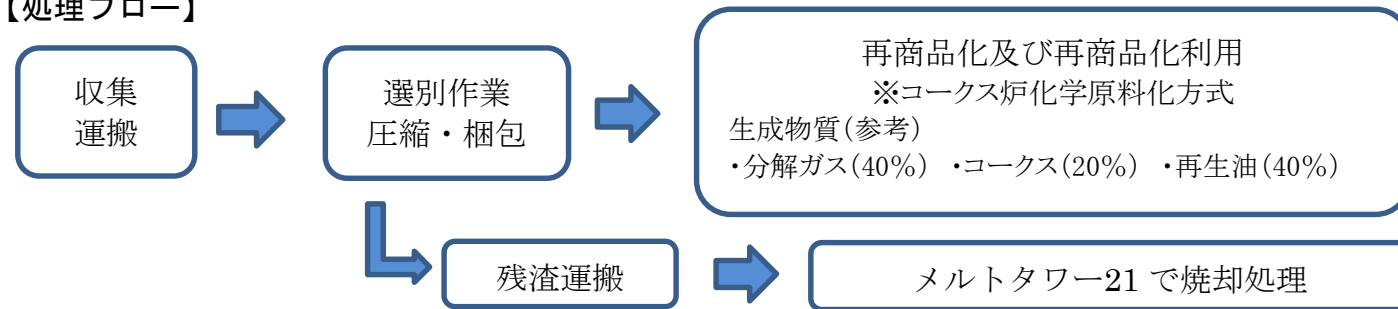 【処理フロー】
収集
運搬
選別作業
圧縮・梱包
再商品化及び再商品化利用
※コークス炉化学原料化方式
生成物質(参考)
・分解ガス(40%) ・コークス(20%) ・再生油(40%)
残渣運搬
メルトタワー21 で焼却処理